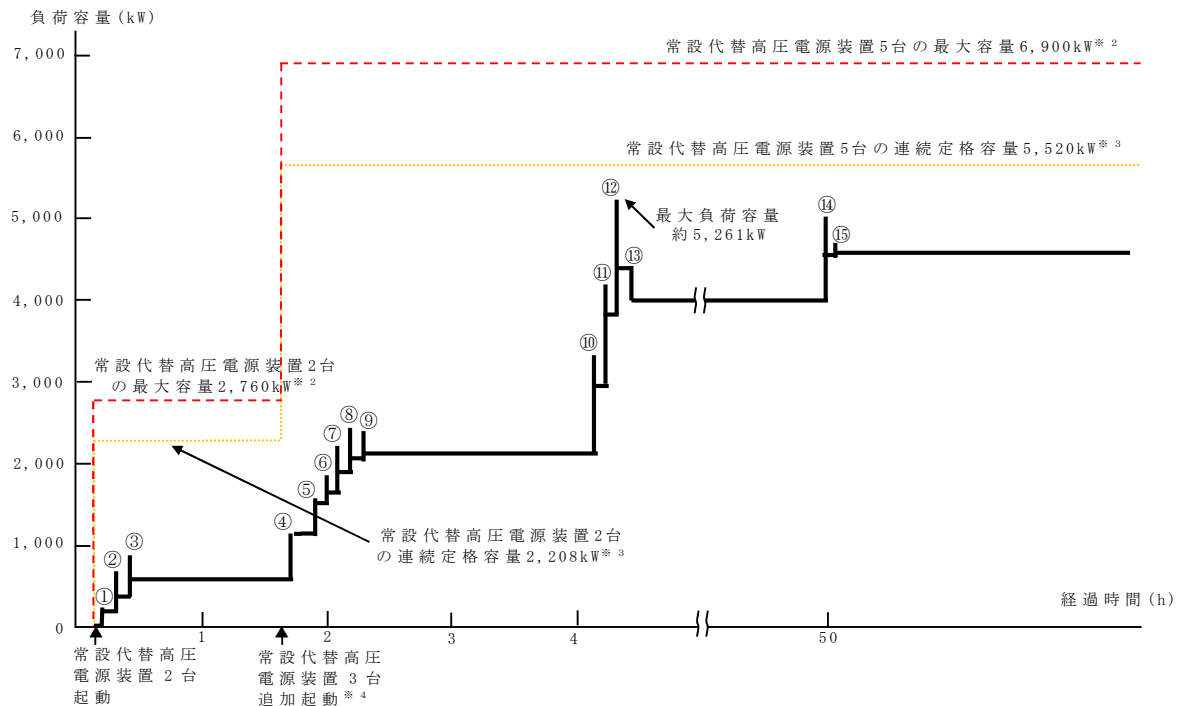 負荷容量(kW)
7,000
常設代替高圧電源装置5台の最大容量6,900kW※2
6,000
常設代替高圧電源装置5台の連続定格容量5,520kW※3
⑫
5,000
最大負荷容量
約5,261kW
⑭
⑮
⑬
⑪
4,000
⑩
常設代替高圧電源装置2台
の最大容量2,760kW※2
3,000
⑧
⑨
⑦
2,000
⑥
⑤
④
常設代替高圧電源装置2台
の連続定格容量2,208kW※3
1,000
③
②
①
経過時間(h)
0
1
2
3
4
50
常設代替高圧
電源装置2台
起動
常設代替高圧
電源装置3台
追加起動※4